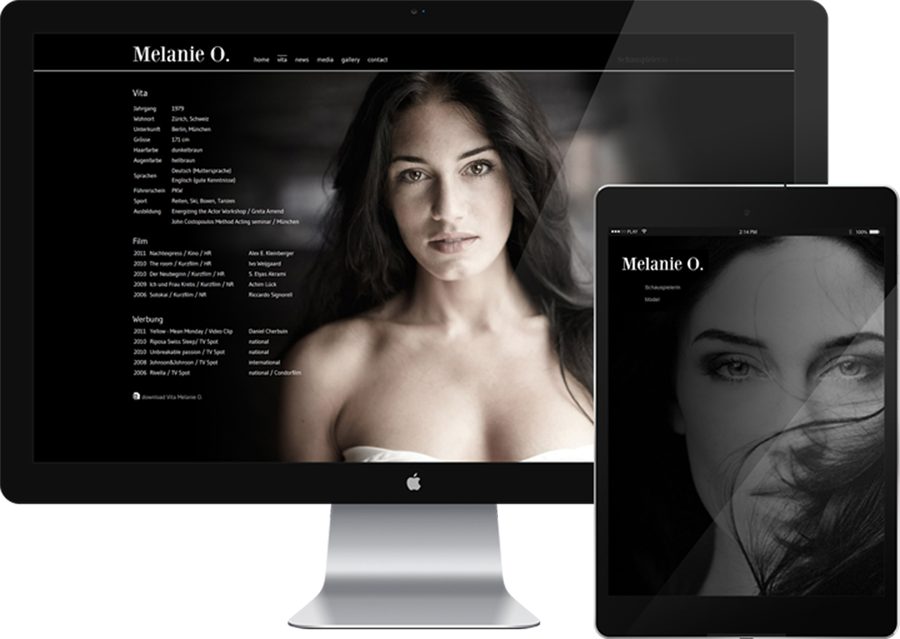 Melanie O.
home vita news media gallery contact
Vita
Jahrgang 1979
Wohnort Zürich, Schweiz
Unterkunft Berlin, München
Grösse 171 cm
Haarfarbe dunkelbraun
Augenfarbe hellbraun
Sprachen Deutsch (Muttersprache)
Englisch (gute Kenntnisse)
Führerschein PKW
Sport Reiten, Ski, Boxen, Tanzen
Ausbildung Energizing the Actor Workshop / Greta Amend
John Costopoulos Method Acting seminar / München
Film
2011 Nachtexpress / Kino / HR Alex E. Kleinberger
2010 The room / Kurzfilm / HR Ivo Wejgaard
2010 Der Neubeginn / Kurzfilm / HR S. Elyas Akrami
2009 Ich und Frau Krebs / Kurzfilm / NR Achim Lück
2006 Solokai / Kurzfilm / NR Riccardo Signorell
Werbung
2011 Yellow - Mean Monday / Video Clip Daniel Cherbuin
2010 Riposa Swiss Sleep/ TV Spot national
2010 Unbreakable passion / TV Spot national
2008 Johnson&Johnson / TV Spot international
2006 Rivella / TV Spot national / Condorfilm
download Vita Melanie O.
PLAY 2:14 PM 100%
Melanie O.
Schauspielerin
Model